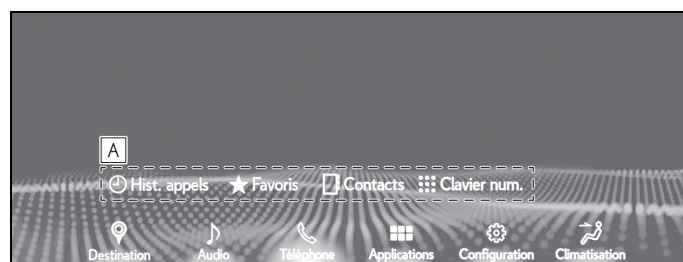 A
Hist. appels Favoris Contacts Clavier num.
Destination Audio Téléphone Applications Configuration Climatisation